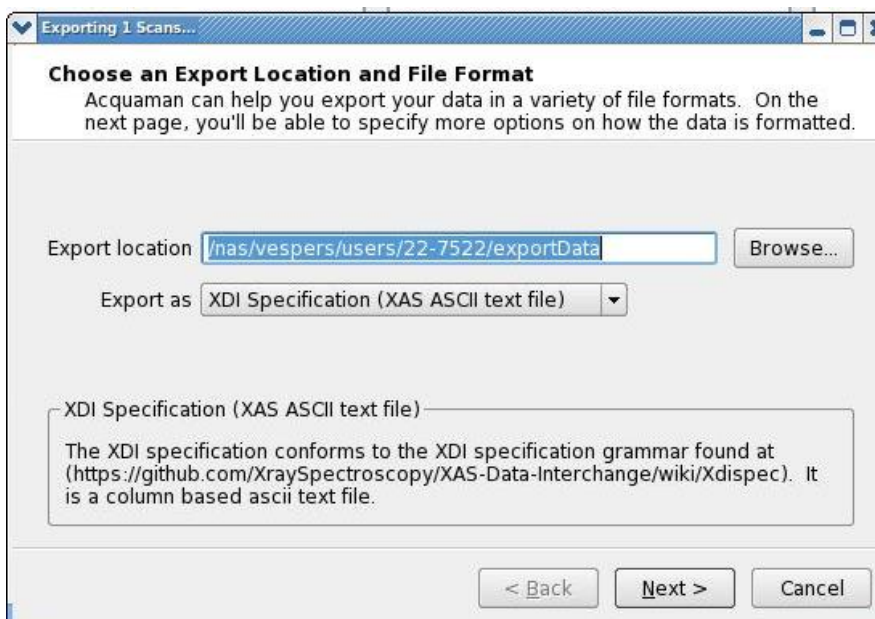 Exporting 1 Scans...
Choose an Export Location and File Format
Acquaman can help you export your data in a variety of file formats. On the
next page, you'll be able to specify more options on how the data is formatted.
Export location /nas/vespers/users/22-7522/exportData Browse...
Export as XDI Specification (XAS ASCII text file)
XDI Specification (XAS ASCII text file)
The XDI specification conforms to the XDI specification grammar found at
(https://github.com/XraySpectroscopy/XAS-Data-Interchange/wiki/Xdispec). It
is a column based ascii text file.
< Back Next > Cancel